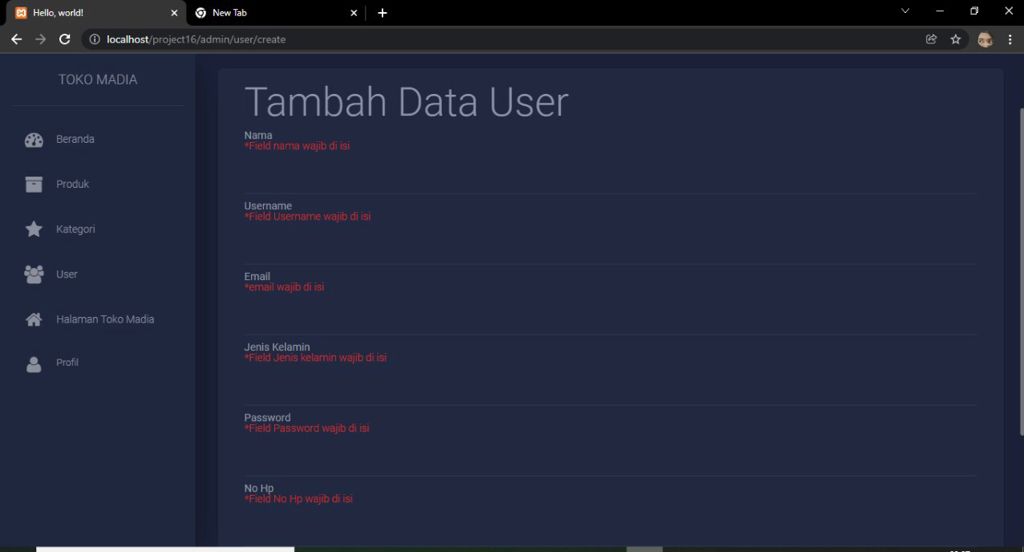 Hello, world!
New Tab
localhost/project16/admin/user/create
TOKO MADIA
Beranda
Produk
Kategori
User
Halaman Toko Madia
Profil
Tambah Data User
Nama
*Field nama wajib di isi
Username
*Field Username wajib di isi
Email
*email wajib di isi
Jenis Kelamin
*Field Jenis kelamin wajib di isi
Password
*Field Password wajib di isi
No Hp
*Field No Hp wajib di isi